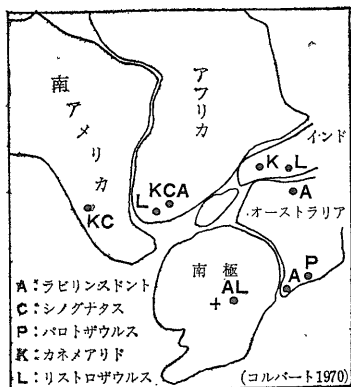 南アメリカ
アフリカ
インド
K L
A
オーストラリア
KCA
L
KC
南極
AL
+
A P
A:ラビリンスドント
C:シノグナタス
P:パロトザウルス
K:カネメアリド
L:リストロザウルス
(コルバート1970)